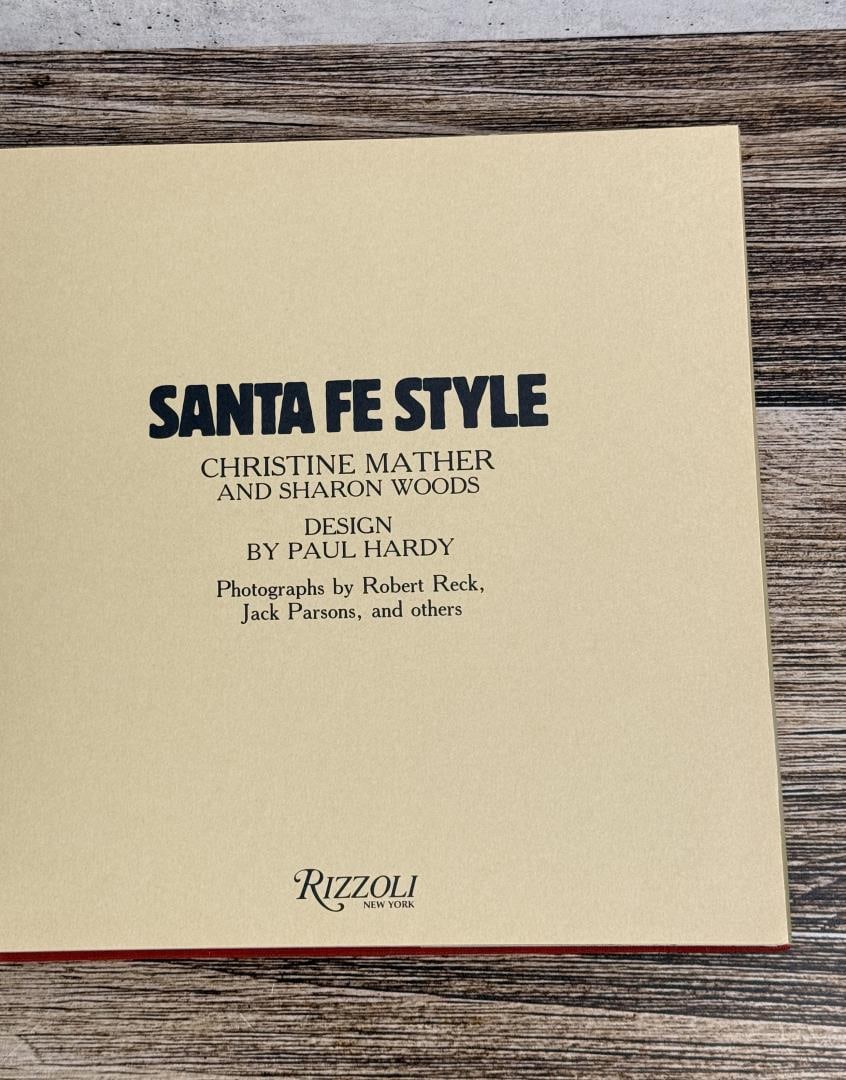 SANTA FE STYLE
CHRISTINE MATHER
AND SHARON WOODS
DESIGN
BY PAUL HARDY
Photographs by Robert Reck,
Jack Parsons, and others
RIZZOLI
NEW YORK